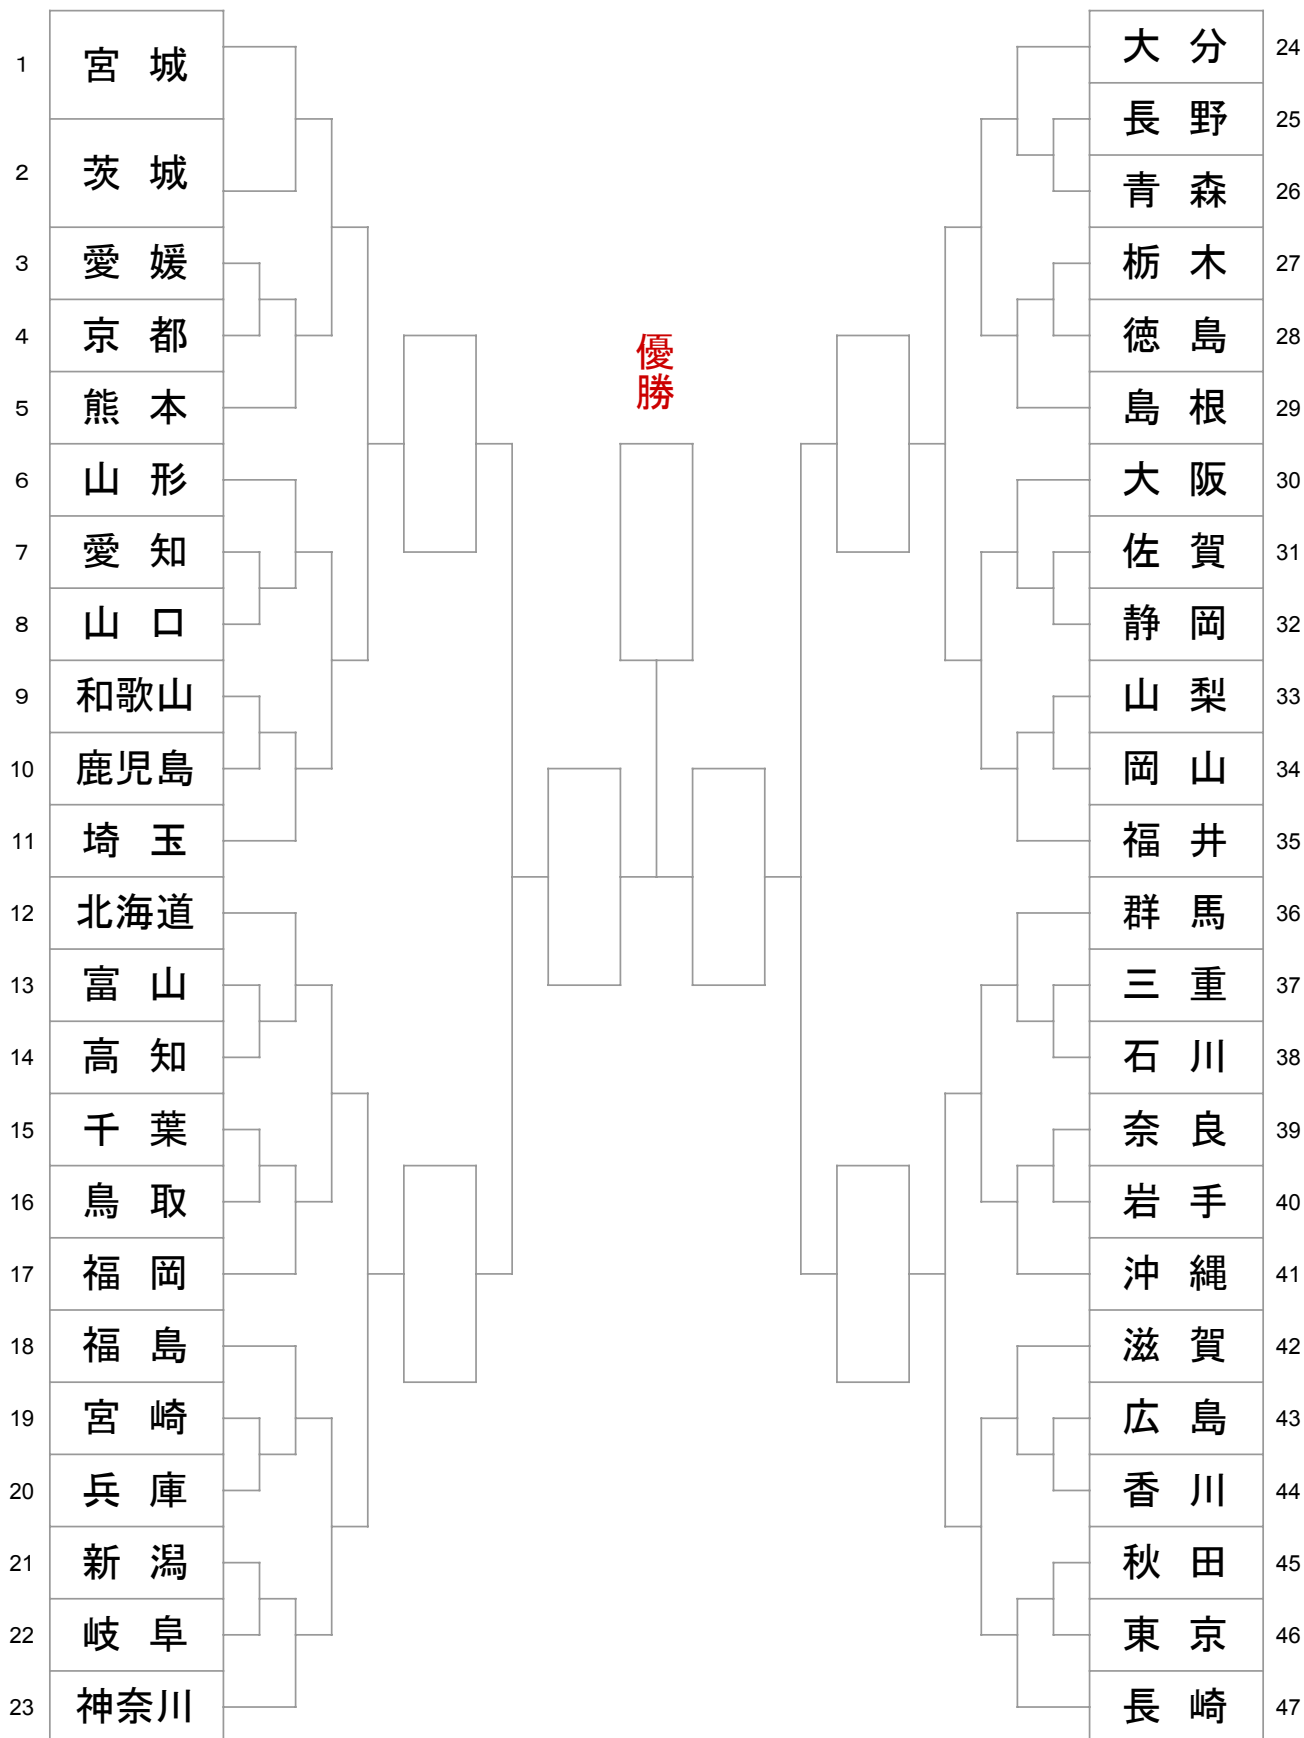 1 宮城
2 茨城
3 愛媛
4 京都
5 熊本
6 山形
7 愛知
8 山口
9 和歌山
10 鹿児島
11 埼玉
12 北海道
13 富山
14 高知
15 千葉
16 鳥取
17 福岡
18 福島
19 宮崎
20 兵庫
21 新潟
22 岐阜
23 神奈川
優勝
大分 24
長野 25
青森 26
栃木 27
徳島 28
島根 29
大阪 30
佐賀 31
静岡 32
山梨 33
岡山 34
福井 35
群馬 36
三重 37
石川 38
奈良 39
岩手 40
沖縄 41
滋賀 42
広島 43
香川 44
秋田 45
東京 46
長崎 47